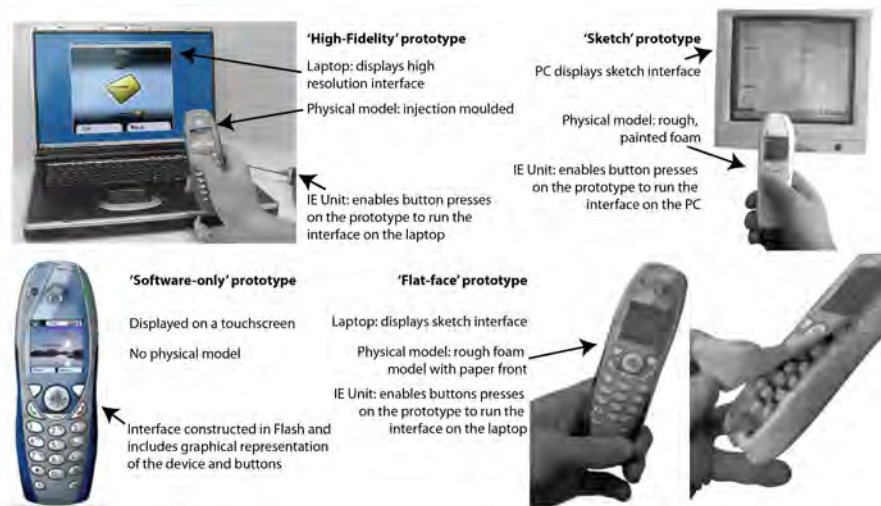 'High-Fidelity' prototype
Laptop: displays high
resolution interface
Physical model: injection moulded
IE Unit: enables button presses
on the prototype to run the
interface on the laptop
'Sketch' prototype
PC displays sketch interface
Physical model: rough,
painted foam
IE Unit: enables button presses
on the prototype to run the
interface on the PC
'Software-only' prototype
Displayed on a touchscreen
No physical model
Interface constructed in Flash and
includes graphical representation
of the device and buttons
'Flat-face' prototype
Laptop: displays sketch interface
Physical model: rough foam
model with paper front
IE Unit: enables buttons presses
on the prototype to run the
interface on the laptop